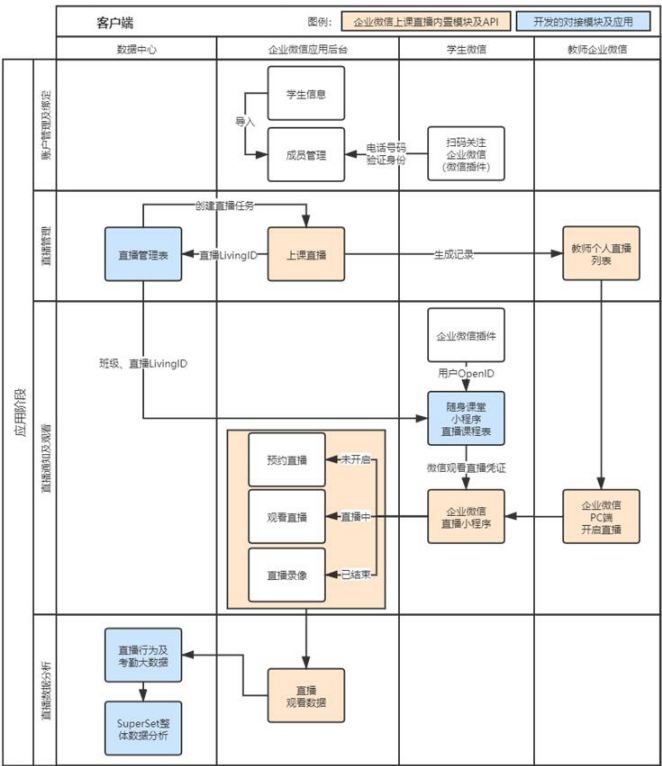 客户端
图例：
企业微信上课直播内置模块及API
开发的对接模块及应用
数据中心
企业微信应用后台
学生微信
教师企业微信
应用阶段
账户管理及绑定
学生信息
导入
成员管理
电话号码
验证身份
扫码关注
企业微信
（微信插件）
直播管理
创建直播任务
直播管理表
直播LivingID
上课直播
生成记录
教师个人直播
列表
直播通知及观看
班级、直播LivingID
企业微信插件
用户OpenID
随身课堂
小程序
直播课程表
微信观看直播凭证
预约直播
未开启
观看直播
直播中
直播录像
已结束
企业微信
直播小程序
企业微信
PC端
开启直播
直播数据分析
直播行为及
考勤大数据
SuperSet整
体数据分析
直播
观看数据